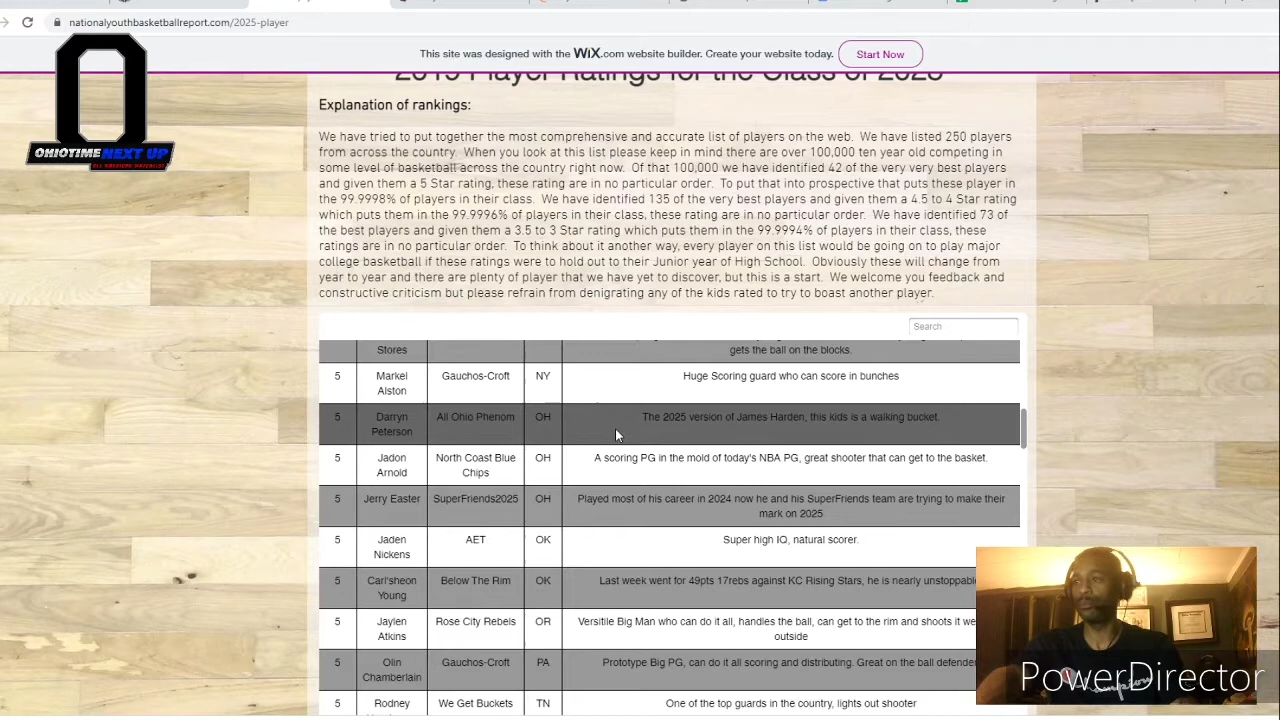 nationalyouthbasketballreport.com/2025-player
This site was designed with the WiX.com website builder. Create your website today. Start Now
2019 Player Ratings for the Class of 2025
OHIOTIME NEXT UP
Explanation of rankings:
We have tried to put together the most comprehensive and accurate list of players on the web. We have listed 250 players
from across the country. When you view this list please keep in mind there is over 100,000 ten year old competing in
some level of basketball across the country right now. Of that 100,000 we have identified 42 of the very very best players
and given them a 5 Star rating, these rating are in no particular order. To put that into prospective that puts these player in
the 99.9998% of players in their class. We have identified 135 of the very best players and given them a 4.5 to 4 Star rating
which puts them in the 99.9996% of players in their class, these rating are in no particular order. We have identified 73 of
the best players and given them a 3.5 to 3 Star rating which puts them in the 99.9994% of players in their class, these
ratings are in no particular order. To think about it another way, every player on this list would be going on to play major
college basketball if these ratings were to hold out to their Junior year of High School. Obviously these will change from
year to year and there are plenty of player that we have yet to discover, but this is a start. We welcome you feedback and
constructive criticism but please refrain from denigrating any of the kids rated to try to boast another player.
Search
Stores gets the ball on the blocks.
5 Markel Gauchos-Croft NY Huge Scoring guard who can score in bunches
Alston
5 Darryn All Ohio Phenom OH The 2025 version of James Harden, this kids is a walking bucket.
Peterson
5 Jadon North Coast Blue OH A scoring PG in the mold of today's NBA PG, great shooter that can get to the basket.
Arnold Chips
5 Jerry Easter SuperFriends2025 OH Played most of his career in 2024 now he and his SuperFriends team are trying to make their
mark on 2025
5 Jaden AET OK Super high IQ, natural scorer.
Nickens
5 Carl'sheon Below The Rim OK Last week went for 49pts 17rebs against KC Rising Stars, he is nearly unstoppable
Young
5 Jaylen Rose City Rebels OR Versitile Big Man who can do it all, handles the ball, can get to the rim and shoots it
Atkins outside
5 Olin Gauchos-Croft PA Prototype Big PG, can do it all scoring and distributing. Great on the ball defender
Chamberlain
5 Rodney We Get Buckets TN One of the top guards in the country, lights out shooter
PowerDirector